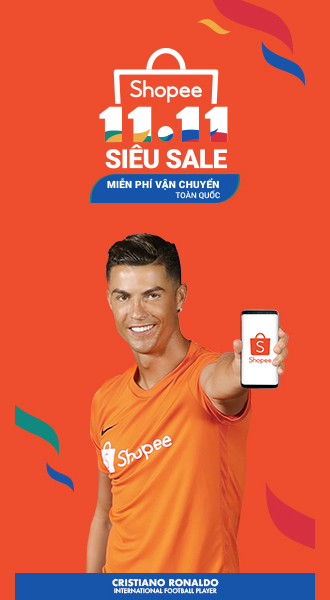 Shopee
11.11
SIÊU SALE
MIỄN PHÍ VẬN CHUYỂN
TOÀN QUỐC
S
Shopee
S Shopee
CRISTIANO RONALDO
INTERNATIONAL FOOTBALL PLAYER